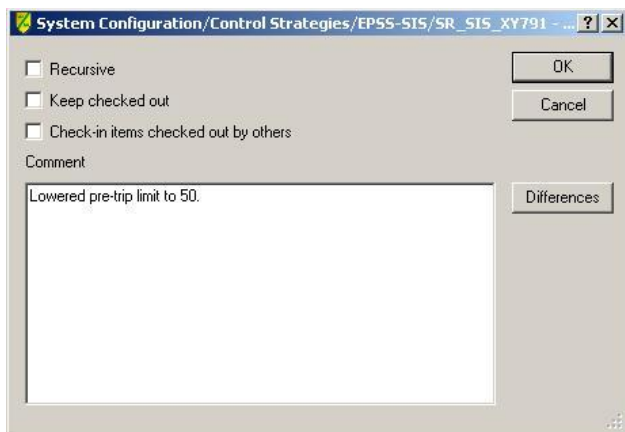 System Configuration/Control Strategies/EPSS-SIS/SR_SIS_XY791 - ...
Recursive
OK
Keep checked out
Cancel
Check-in items checked out by others
Comment
Lowered pre-trip limit to 50.
Differences